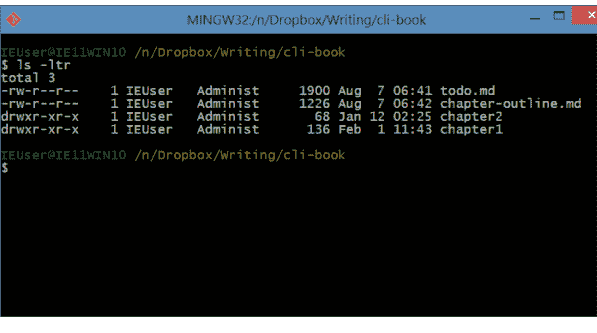 MINGW32:/n/Dropbox/Writing/cli-book
IEUser@IE11WIN10 /n/Dropbox/Writing/cli-book
$ ls -ltr
total 3
-rw-r--r-- 1 IEUser Administ 1900 Aug 7 06:41 todo.md
-rw-r--r-- 1 IEUser Administ 1226 Aug 7 06:42 chapter-outline.md
drwxr-xr-x 1 IEUser Administ 68 Jan 12 02:25 chapter2
drwxr-xr-x 1 IEUser Administ 136 Feb 1 11:43 chapter1
IEUser@IE11WIN10 /n/Dropbox/Writing/cli-book
$